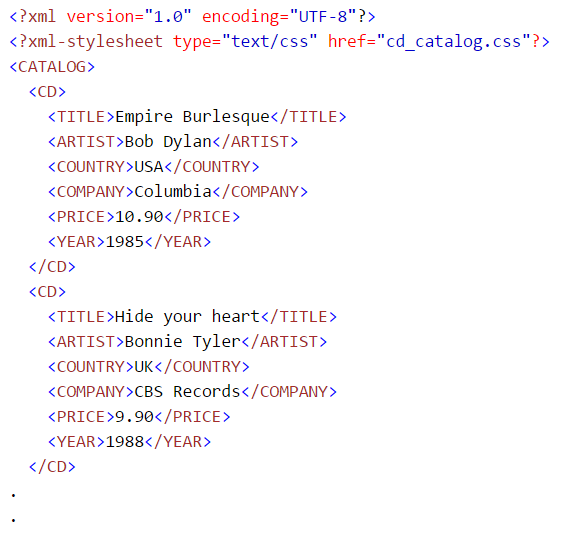 <?xml version="1.0" encoding="UTF-8"?>
<?xml-stylesheet type="text/css" href="cd_catalog.css"?>
<CATALOG>
  <CD>
    <TITLE>Empire Burlesque</TITLE>
    <ARTIST>Bob Dylan</ARTIST>
    <COUNTRY>USA</COUNTRY>
    <COMPANY>Columbia</COMPANY>
    <PRICE>10.90</PRICE>
    <YEAR>1985</YEAR>
  </CD>
  <CD>
    <TITLE>Hide your heart</TITLE>
    <ARTIST>Bonnie Tyler</ARTIST>
    <COUNTRY>UK</COUNTRY>
    <COMPANY>CBS Records</COMPANY>
    <PRICE>9.90</PRICE>
    <YEAR>1988</YEAR>
  </CD>
.
.